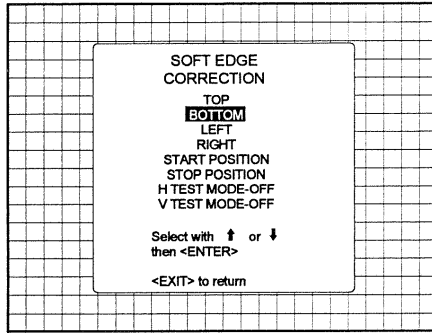 SOFT EDGE
CORRECTION
TOP
BOTTOM
LEFT
RIGHT
START POSITION
STOP POSITION
H TEST MODE-OFF
V TEST MODE-OFF
Select with ⬆ or ⬇
then <ENTER>
<EXIT> to return